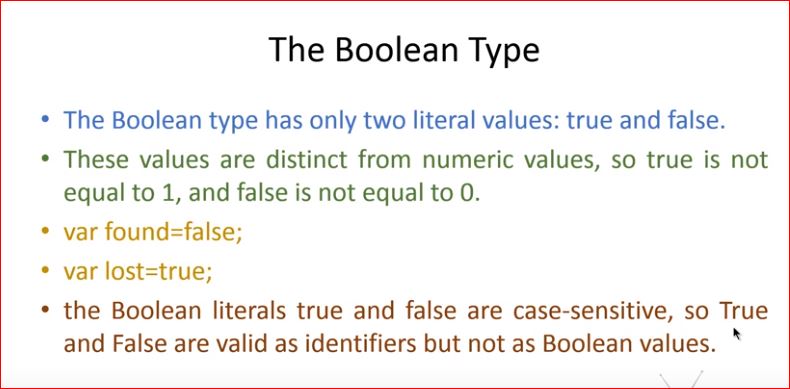 The Boolean Type
• The Boolean type has only two literal values: true and false.
• These values are distinct from numeric values, so true is not
equal to 1, and false is not equal to 0.
• var found=false;
• var lost=true;
• the Boolean literals true and false are case-sensitive, so True
and False are valid as identifiers but not as Boolean values.